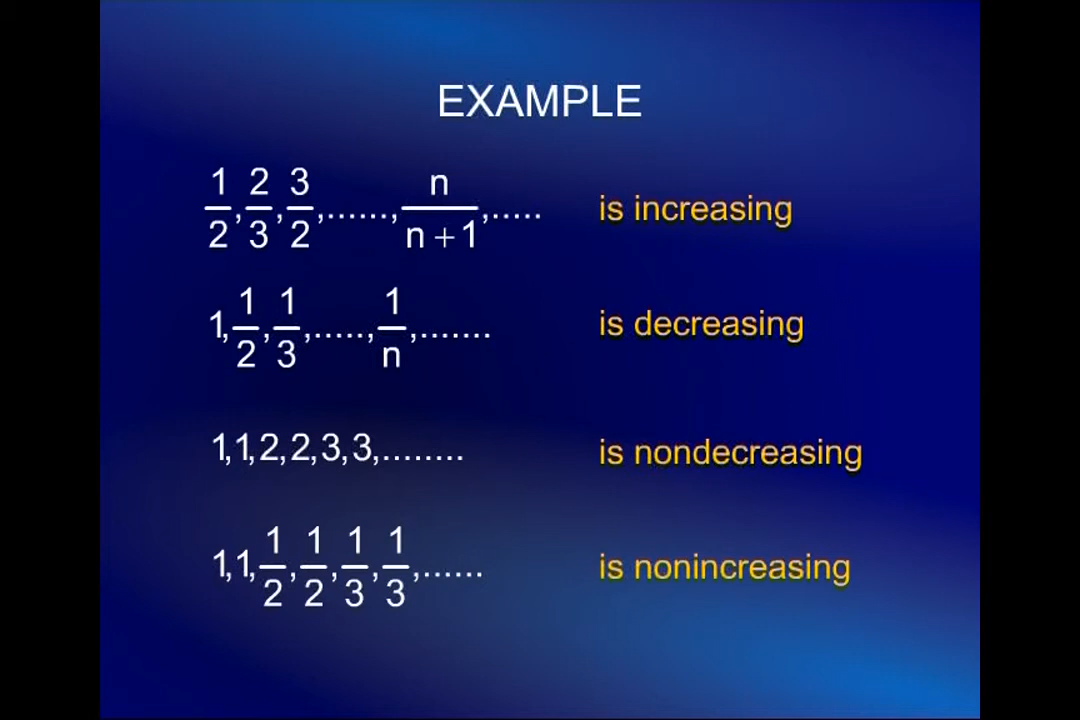 EXAMPLE
1/2, 2/3, 3/2, ......, n/(n + 1), ..... is increasing
1, 1/2, 1/3, ....., 1/n, ....... is decreasing
1, 1, 2, 2, 3, 3, ........ is nondecreasing
1, 1, 1/2, 1/2, 1/3, 1/3, ...... is nonincreasing